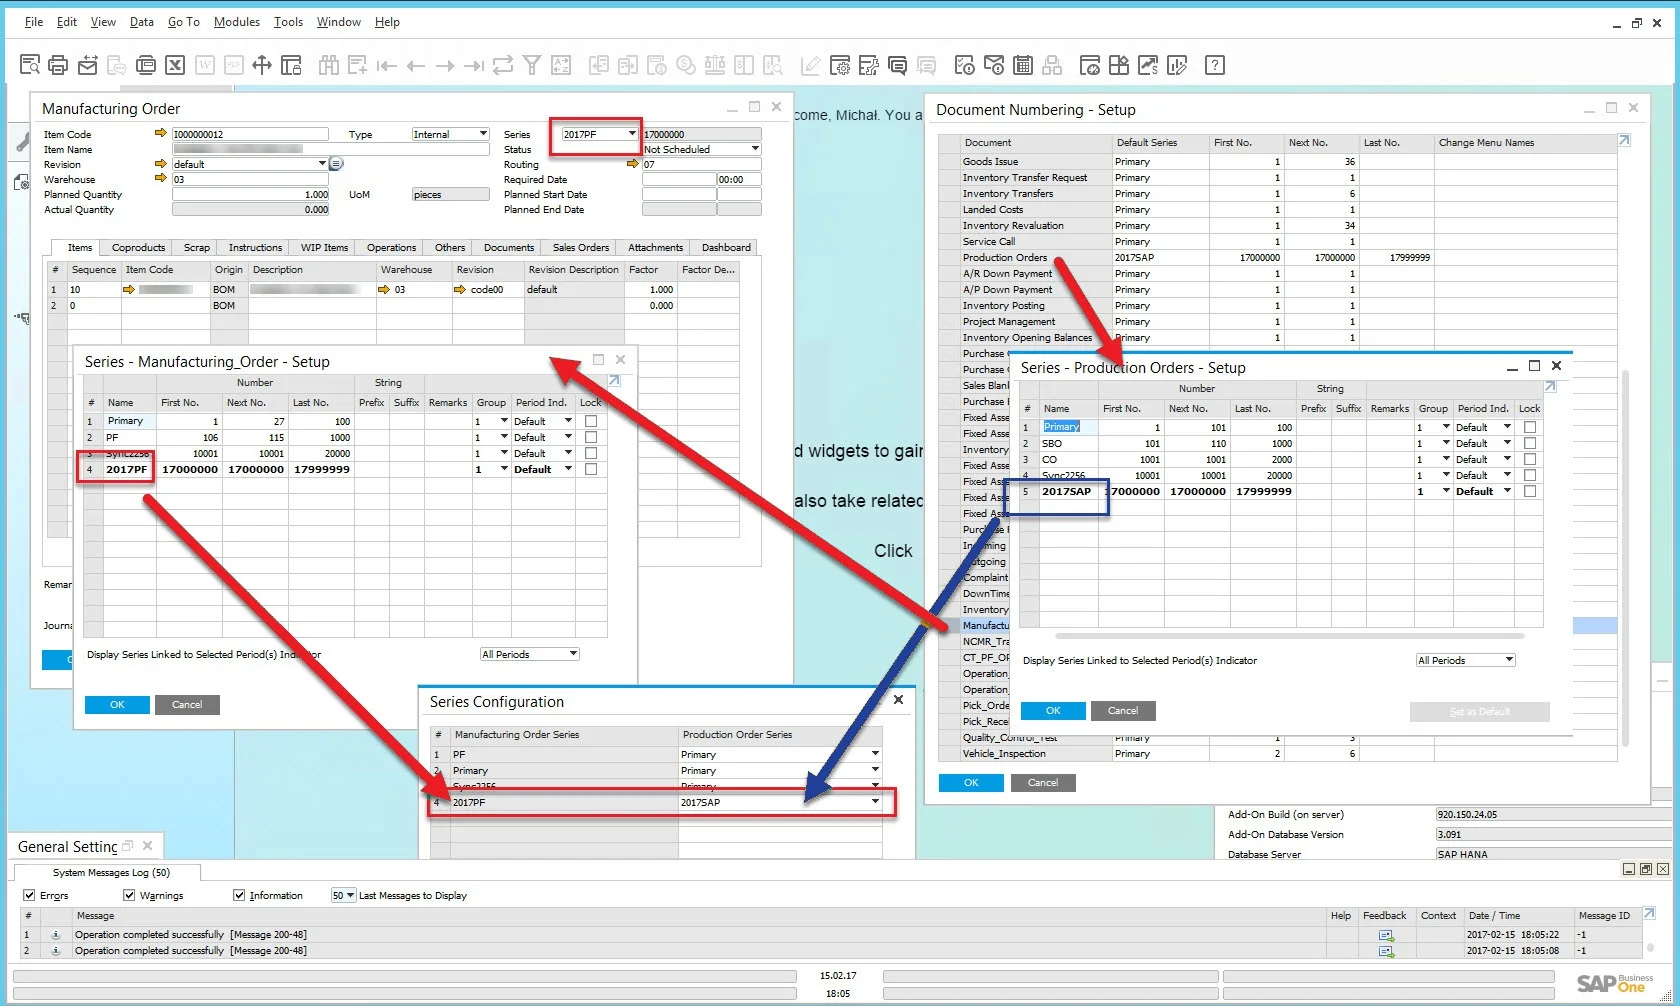 File Edit View Data Go To Modules Tools Window Help
Manufacturing Order
Item Code I000000012 Type Internal Series 2017PF 17000000
Item Name Status Not Scheduled
Revision default Routing 07
Warehouse 03 Required Date 00:00
Planned Quantity 1.000 UoM pieces Planned Start Date
Actual Quantity 0.000 Planned End Date
Items Coproducts Scrap Instructions WIP Items Operations Others Documents Sales Orders Attachments Dashboard
# Sequence Item Code Origin Description Warehouse Revision Revision Description Factor Factor De...
1 10 BOM 03 code00 default 1.000
2 0 BOM 0.000
Series - Manufacturing_Order - Setup
Number String
# Name First No. Next No. Last No. Prefix Suffix Remarks Group Period Ind. Lock
1 Primary 1 27 100 1 Default
2 PF 106 115 1000 1 Default
3 Sync2256 10001 10001 20000 1 Default
4 2017PF 17000000 17000000 17999999 1 Default
Display Series Linked to Selected Period(s) Indicator All Periods
OK Cancel
Remar
Journa
come, Michał. You a
d widgets to gain
also take related
Click
Series Configuration
# Manufacturing Order Series Production Order Series
1 PF Primary
2 Primary Primary
Sync2256 Primary
4 2017PF 2017SAP
Document Numbering - Setup
Document Default Series First No. Next No. Last No. Change Menu Names
Goods Issue Primary 1 36
Inventory Transfer Request Primary 1 1
Inventory Transfers Primary 1 6
Landed Costs Primary 1 1
Inventory Revaluation Primary 1 34
Service Call Primary 1 1
Production Orders 2017SAP 17000000 17000000 17999999
A/R Down Payment Primary 1 1
A/P Down Payment Primary 1 1
Inventory Posting Primary 1 1
Project Management Primary 1 1
Inventory Opening Balances Primary 1 1
Purchase
Purchase
Sales Blan
Purchase
Fixed Asse
Fixed Asse
Fixed Asse
Fixed Asse
Fixed Asse
Fixed Asse
Fixed Asse
Purch
In ming
utgoing
Complaint
DownTime
Inventory
Manufactu
NCMR_Tra
CT_PF_OP
Operation_
Operation_
Pick_Orde
Pick_Recei
Quality_Control_Test Primary 1 3
Vehicle_Inspection Primary 2 6
OK Cancel
Series - Production Orders - Setup
Number String
# Name First No. Next No. Last No. Prefix Suffix Remarks Group Period Ind. Lock
1 Primary 1 101 100 1 Default
2 SBO 101 110 1000 1 Default
3 CO 1001 1001 2000 1 Default
4 Sync2256 10001 10001 20000 1 Default
5 2017SAP 17000000 17000000 17999999 1 Default
Display Series Linked to Selected Period(s) Indicator All Periods
OK Cancel Set as Default
Add-On Build (on server) 920.150.24.05
Add-On Database Version 3.091
Database Server SAP HANA
General Setting
System Messages Log (50)
Errors Warnings Information 50 Last Messages to Display
# Message Help Feedback Context Date / Time Message ID
1 Operation completed successfully [Message 200-48] 2017-02-15 18:05:22 -1
2 Operation completed successfully [Message 200-48] 2017-02-15 18:05:08 -1
15.02.17
18:05
SAP Business One